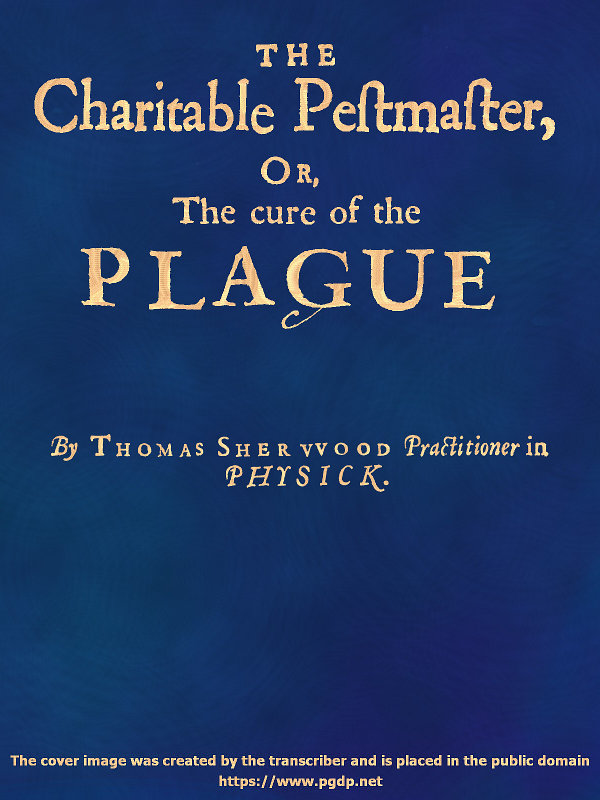 THE
Charitable Peſtmaſter,
OR,
The cure of the
PLAGUE
By THOMAS SHERVVOOD Practitioner in
PHYSICK.
The cover image was created by the transcriber and is placed in the public domain
https://www.pgdp.net